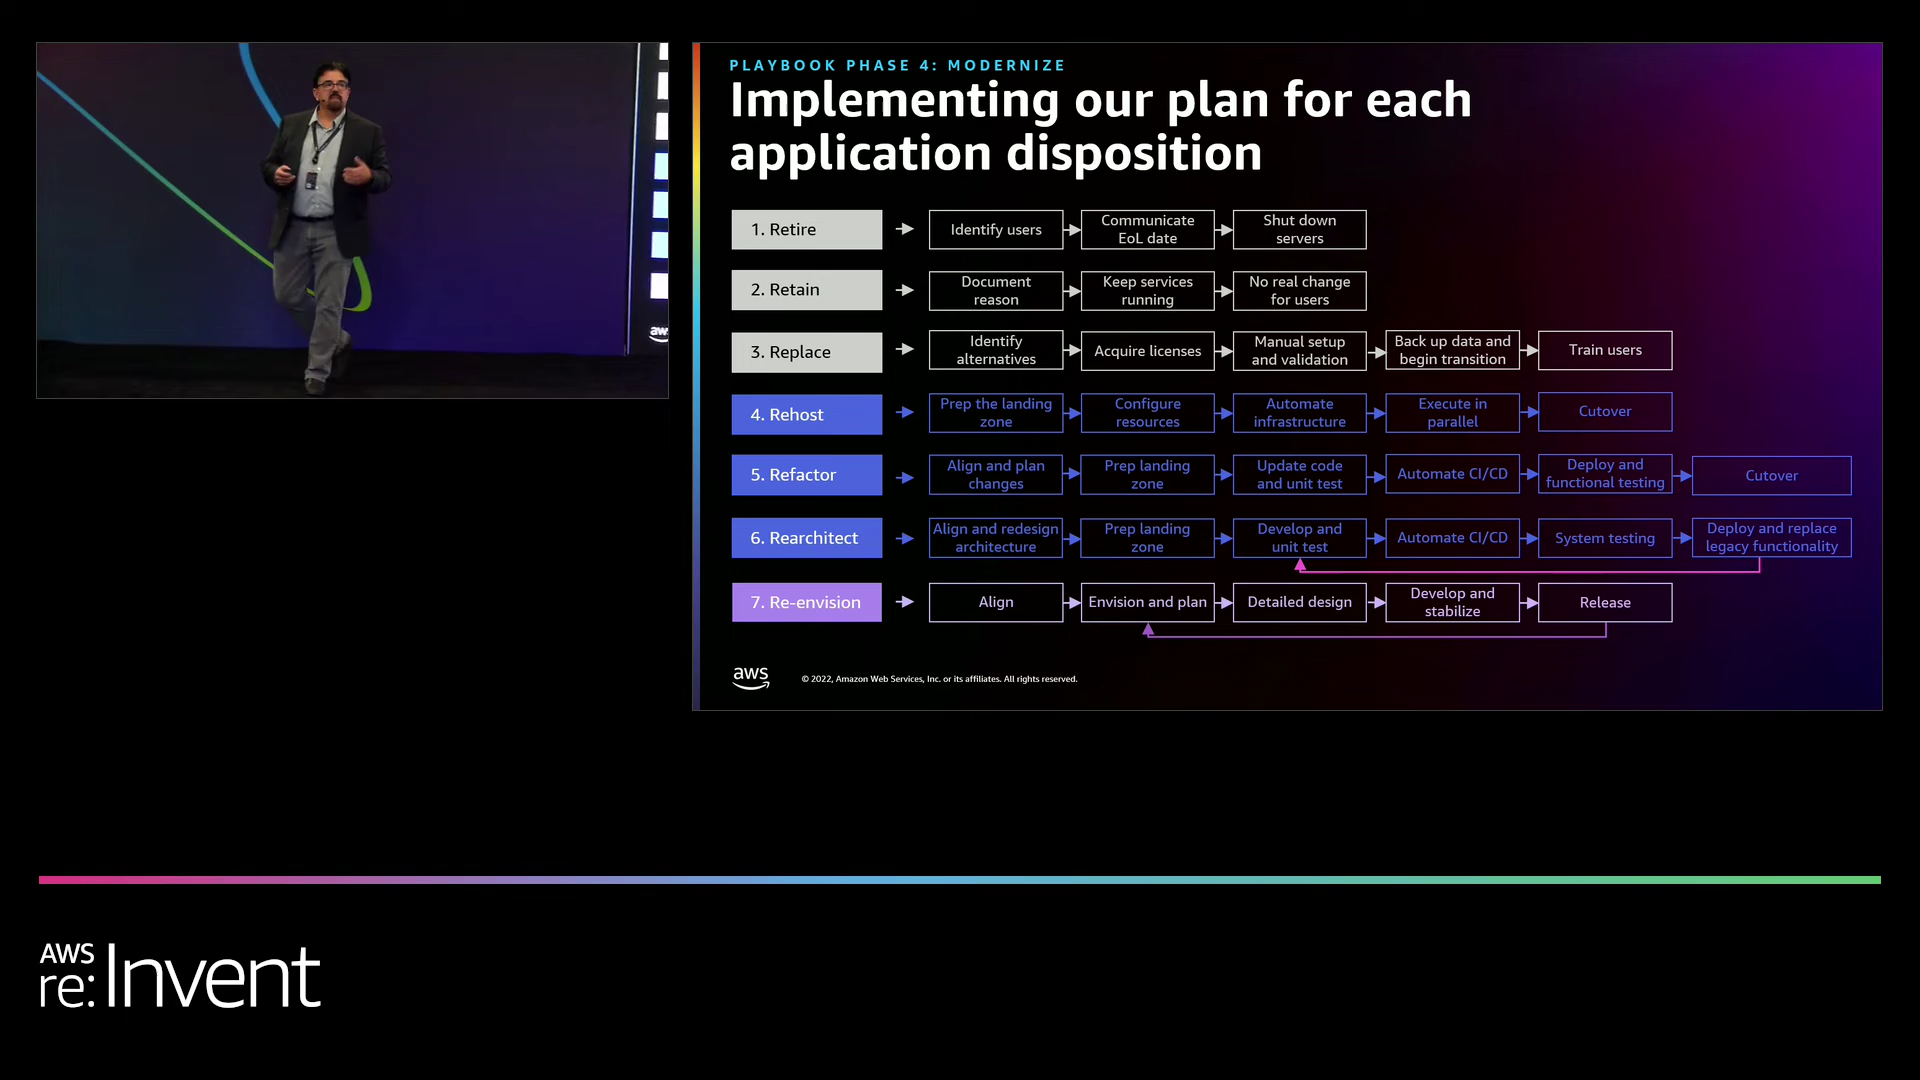 PLAYBOOK PHASE 4: MODERNIZE
Implementing our plan for each
application disposition
1. Retire
Identify users
Communicate
EoL date
Shut down
servers
2. Retain
Document
reason
Keep services
running
No real change
for users
3. Replace
Identify
alternatives
Acquire licenses
Manual setup
and validation
Back up data and
begin transition
Train users
4. Rehost
Prep the landing
zone
Configure
resources
Automate
infrastructure
Execute in
parallel
Cutover
5. Refactor
Align and plan
changes
Prep landing
zone
Update code
and unit test
Automate CI/CD
Deploy and
functional testing
Cutover
6. Rearchitect
Align and redesign
architecture
Prep landing
zone
Develop and
unit test
Automate CI/CD
System testing
Deploy and replace
legacy functionality
7. Re-envision
Align
Envision and plan
Detailed design
Develop and
stabilize
Release
aws
© 2022, Amazon Web Services, Inc. or its affiliates. All rights reserved.
aws
AWS
re:Invent